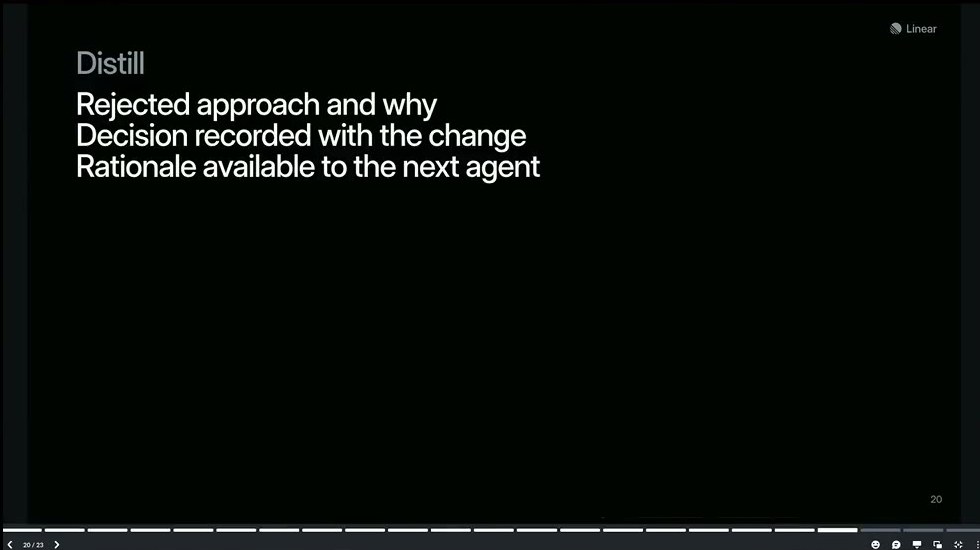 Linear
Distill
Rejected approach and why
Decision recorded with the change
Rationale available to the next agent
20
20 / 23